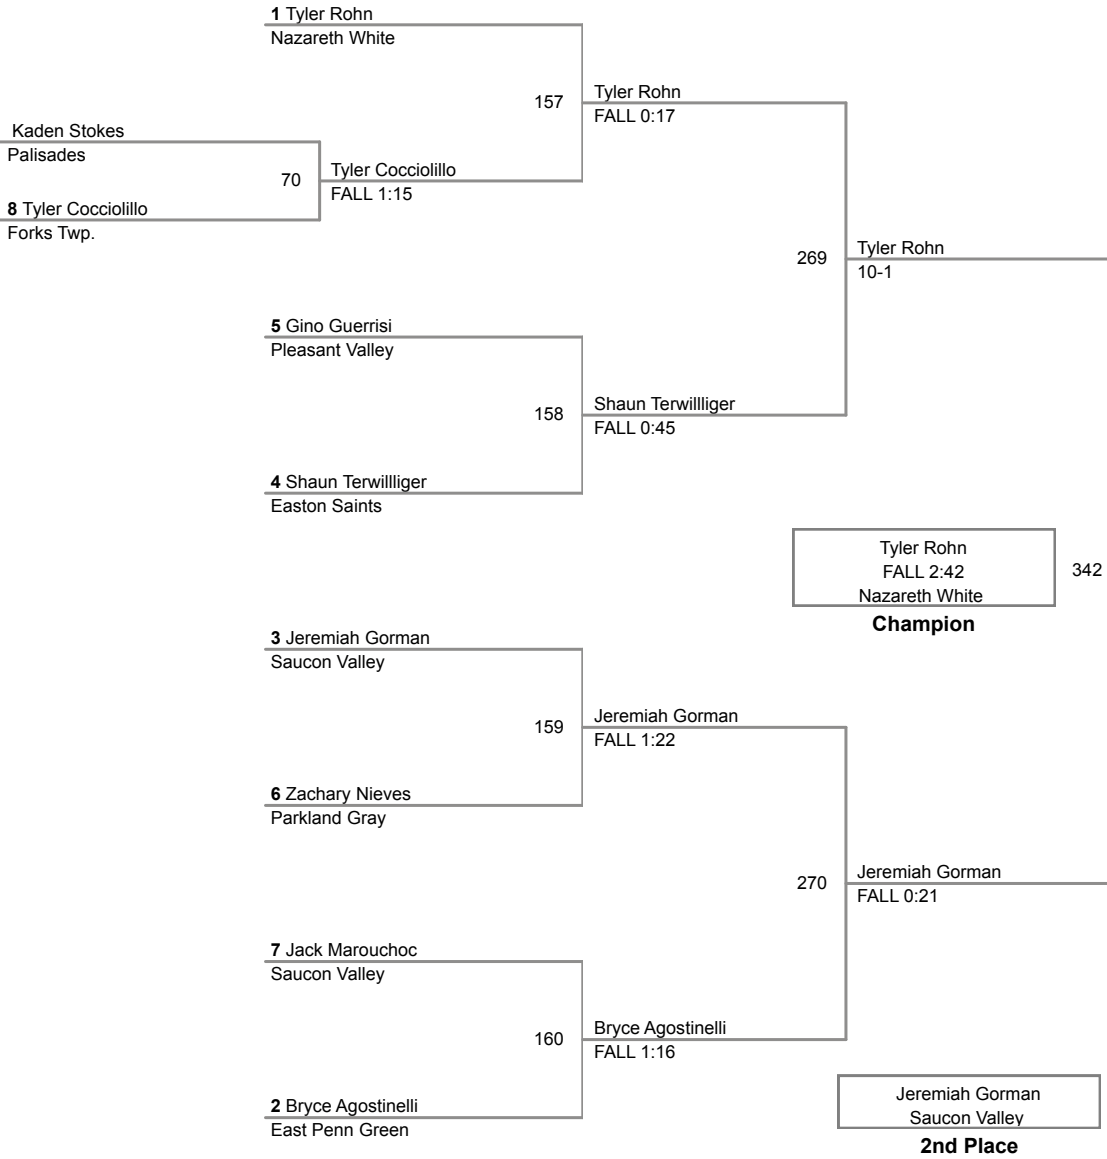 1 Tyler Rohn
Nazareth White
157
Tyler Rohn
FALL 0:17
Kaden Stokes
Palisades
70
Tyler Cocciolillo
FALL 1:15
8 Tyler Cocciolillo
Forks Twp.
269
Tyler Rohn
10-1
5 Gino Guerrisi
Pleasant Valley
158
Shaun Terwillliger
FALL 0:45
4 Shaun Terwillliger
Easton Saints
Tyler Rohn
FALL 2:42
Nazareth White
342
Champion
3 Jeremiah Gorman
Saucon Valley
159
Jeremiah Gorman
FALL 1:22
6 Zachary Nieves
Parkland Gray
270
Jeremiah Gorman
FALL 0:21
7 Jack Marouchoc
Saucon Valley
160
Bryce Agostinelli
FALL 1:16
2 Bryce Agostinelli
East Penn Green
Jeremiah Gorman
Saucon Valley
2nd Place